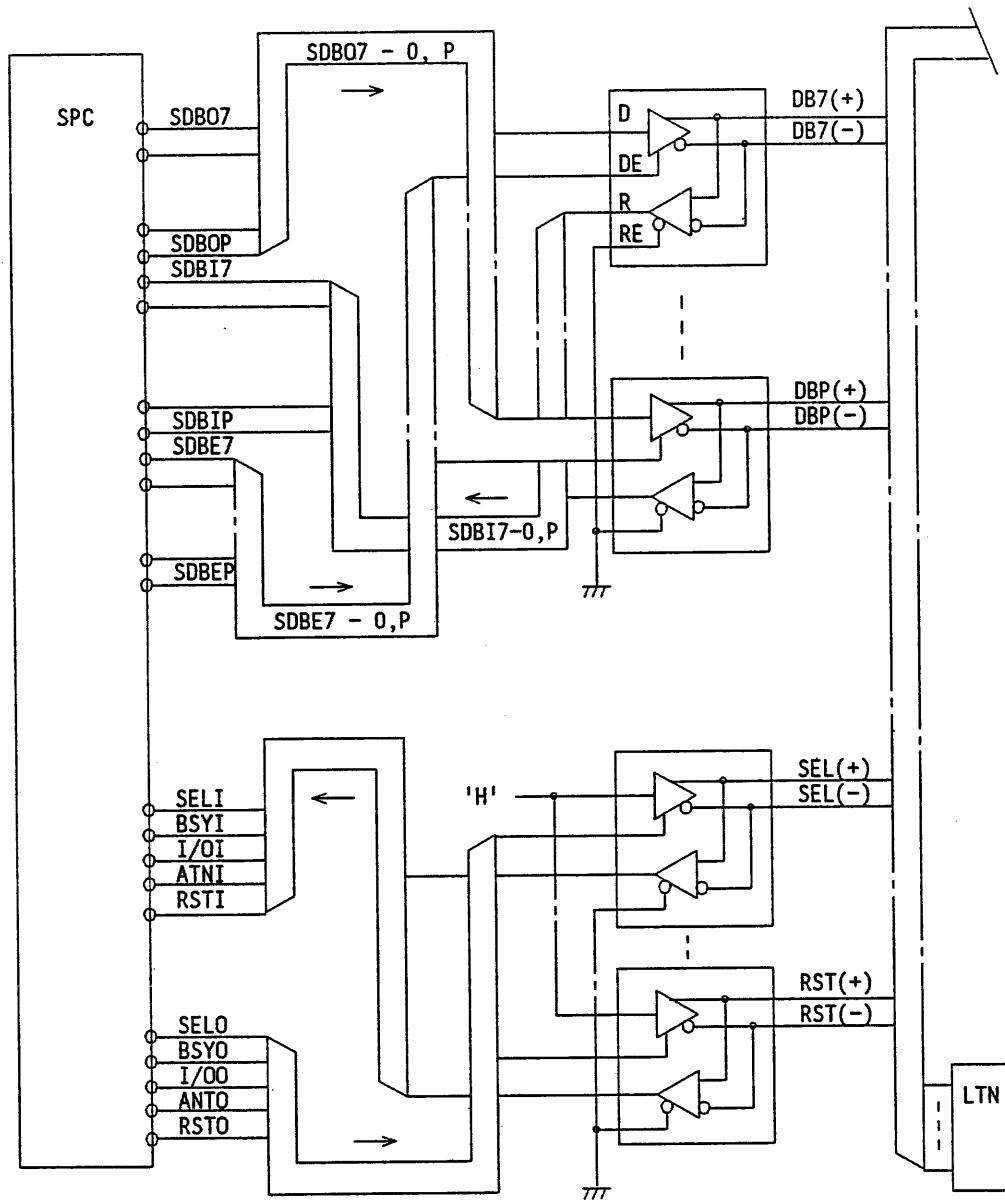 SPC
SDBO7 - 0, P
SDBO7
SDBOP
SDBI7
SDBIP
SDBE7
SDBEP
SDBE7 - 0,P
SDBI7-0,P
D
DE
R
RE
DB7(+)
DB7(-)
DBP(+)
DBP(-)
SELI
BSYI
I/OI
ATNI
RSTI
SELO
BSYO
I/OO
ANTO
RSTO
'H'
SEL(+)
SEL(-)
RST(+)
RST(-)
LTN